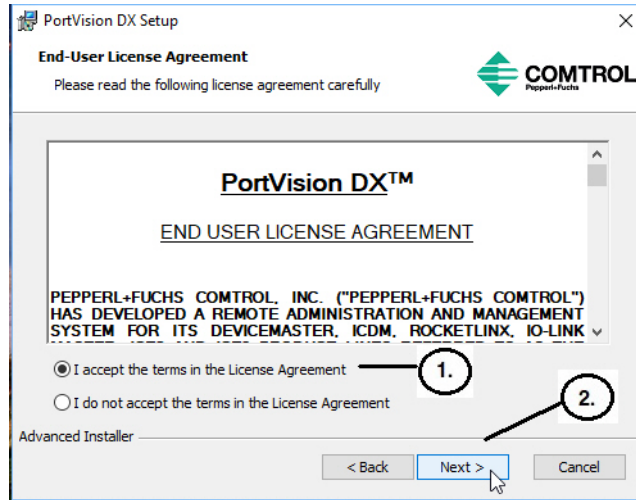 PortVision DX Setup
End-User License Agreement
Please read the following license agreement carefully
COMTROL
Pepperl+Fuchs
PortVision DX™
END USER LICENSE AGREEMENT
PEPPERL+FUCHS COMTROL, INC. ("PEPPERL+FUCHS COMTROL")
HAS DEVELOPED A REMOTE ADMINISTRATION AND MANAGEMENT
SYSTEM FOR ITS DEVICEMASTER, ICDM, ROCKETLINX, IO-LINK
I accept the terms in the License Agreement
1.
I do not accept the terms in the License Agreement
2.
Advanced Installer
< Back
Next >
Cancel